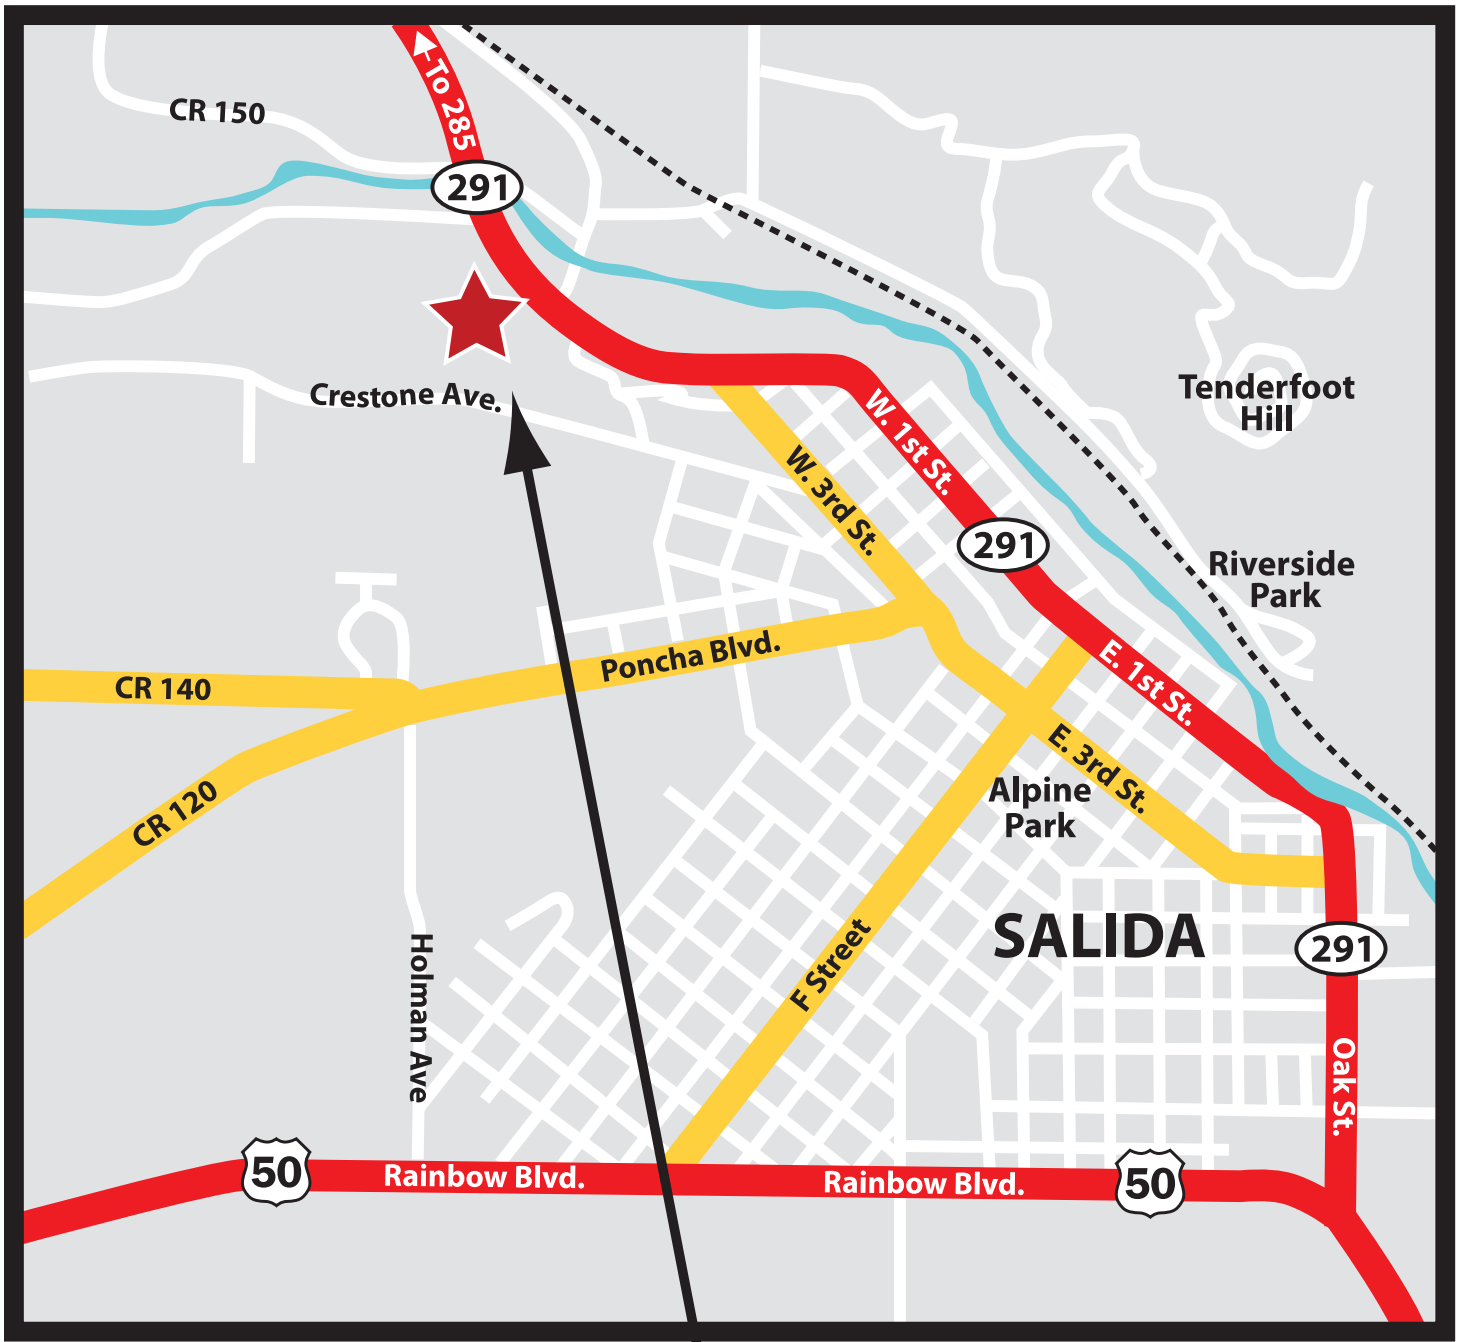 To 285
CR 150
291
Crestone Ave.
W. 1st St.
Tenderfoot
Hill
W. 3rd St.
291
Riverside
Park
Poncha Blvd.
CR 140
E. 1st St.
E. 3rd St.
CR 120
Alpine
Park
SALIDA
F Street
291
Holman Ave
Oak St.
50
Rainbow Blvd.
Rainbow Blvd.
50